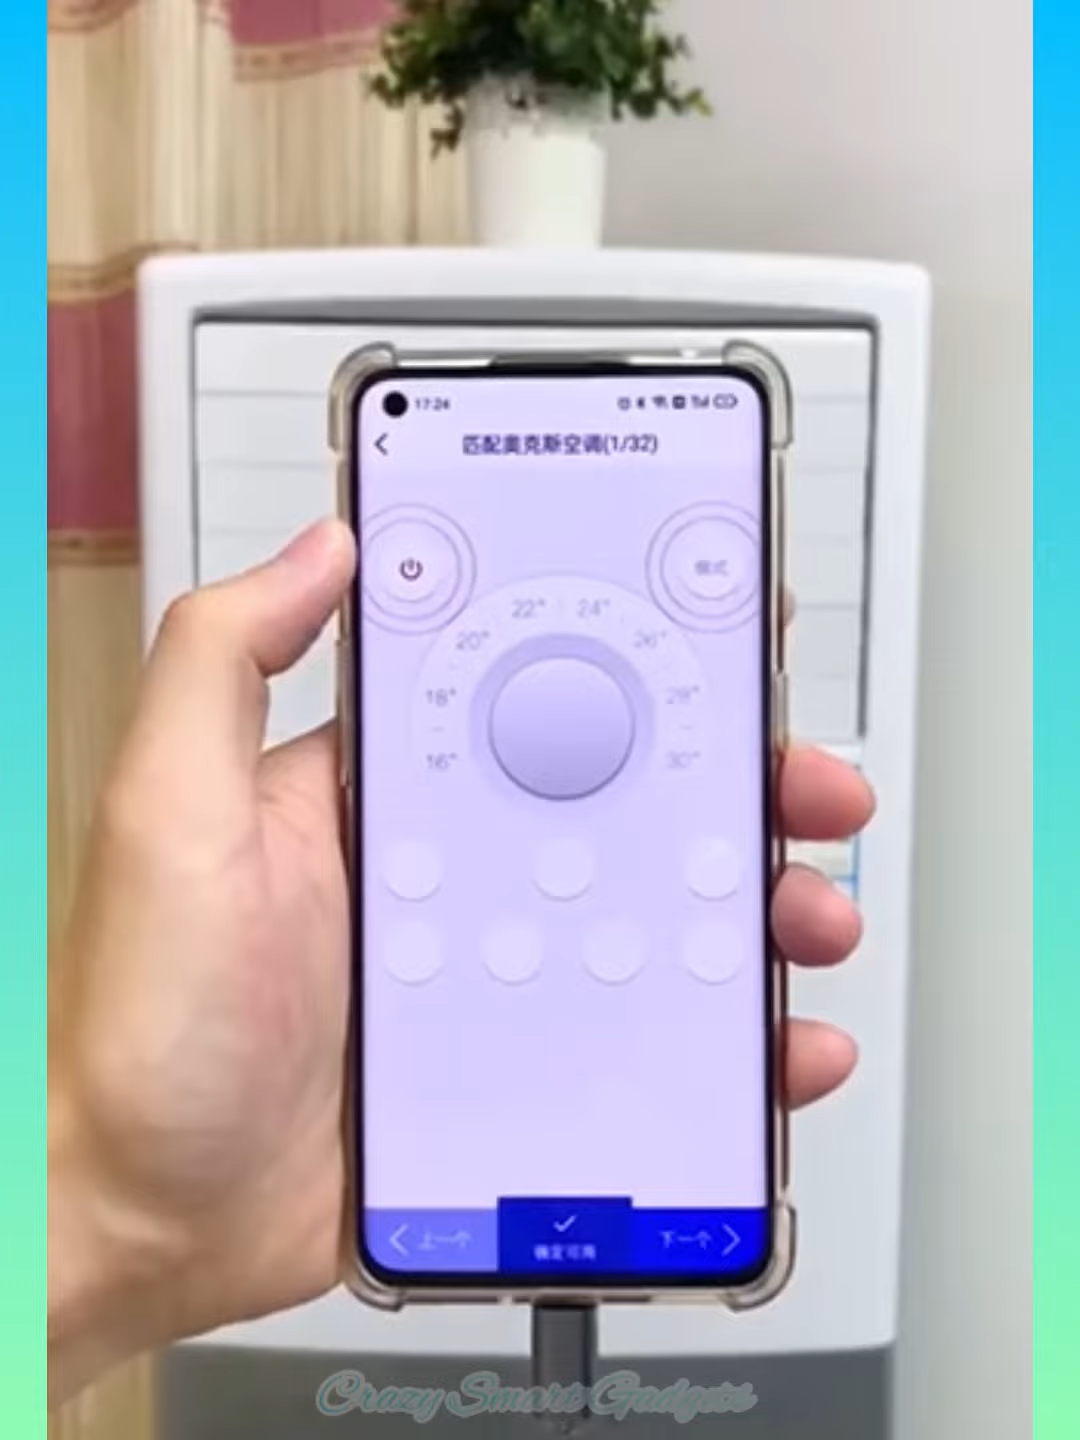 17:24
匹配奥克斯空调(1/32)
模式
22° 24°
20° 26°
18° 28°
16° 30°
上一个
确定可用
下一个
Crazy Smart Gadgets